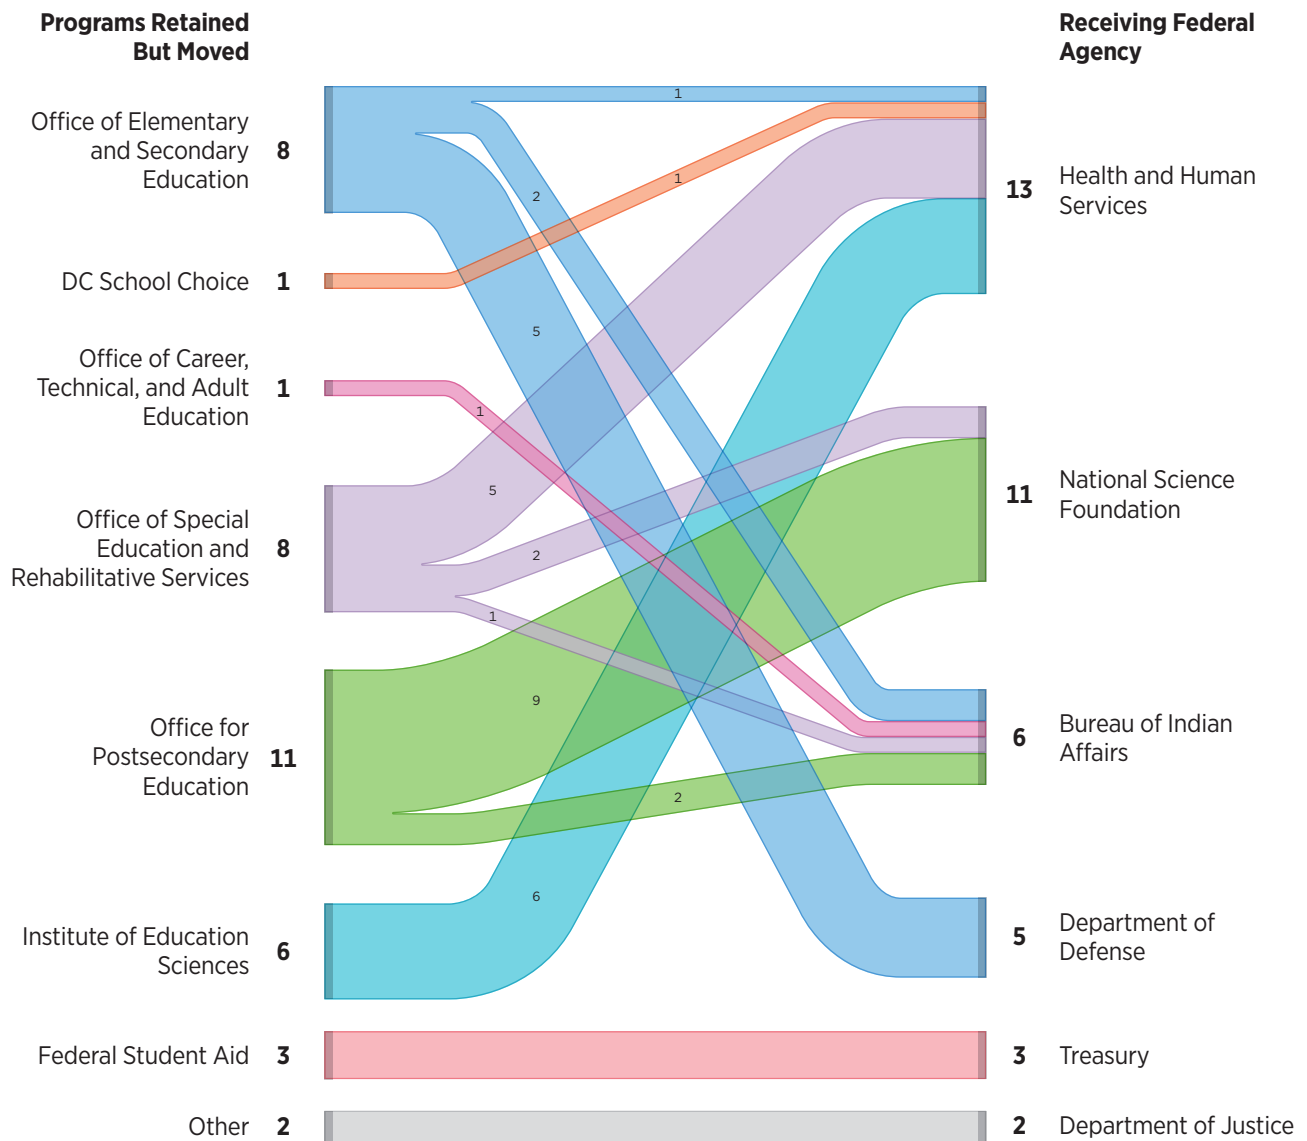 Programs Retained
But Moved
Receiving Federal
Agency
Office of Elementary
and Secondary
Education
8
DC School Choice
1
Office of Career,
Technical, and Adult
Education
1
Office of Special
Education and
Rehabilitative Services
8
Office for
Postsecondary
Education
11
Institute of Education
Sciences
6
Federal Student Aid
3
Other
2
1
1
2
5
1
5
2
1
9
2
6
13
Health and Human
Services
11
National Science
Foundation
6
Bureau of Indian
Affairs
5
Department of
Defense
3
Treasury
2
Department of Justice